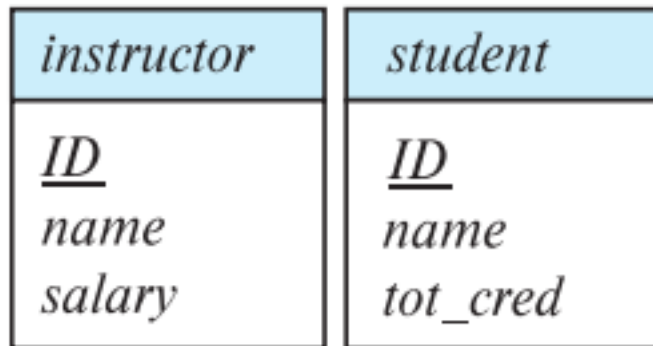 instructor
ID
name
salary
student
ID
name
tot_cred